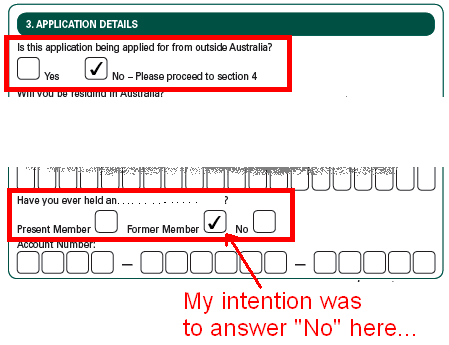 3. APPLICATION DETAILS
Is this application being applied for from outside Australia?
Yes No – Please proceed to section 4
Will you be residing in Australia?
Have you ever held an. . . . . . . . . . . . . . ?
Present Member Former Member No
Account Number:
My intention was
to answer "No" here...